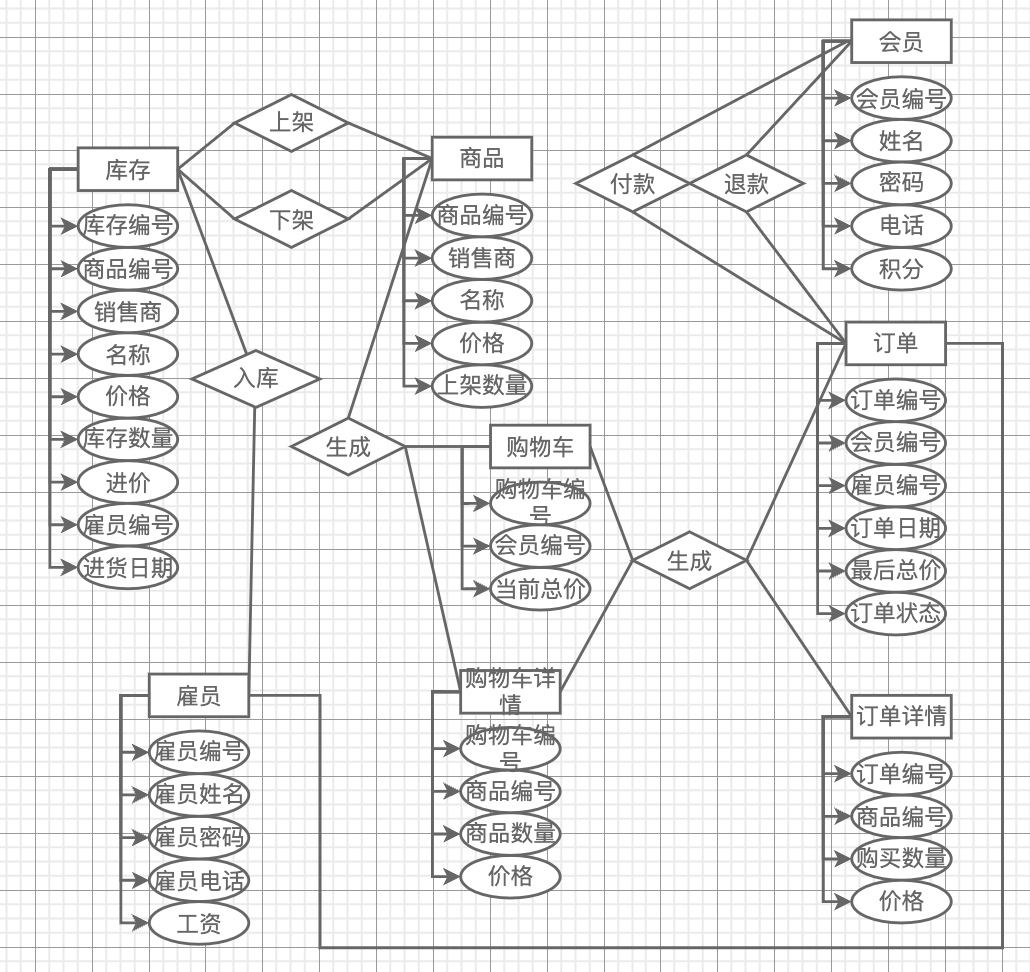 会员
会员编号
姓名
密码
电话
积分
上架
下架
库存
库存编号
商品编号
销售商
名称
价格
库存数量
进价
雇员编号
进货日期
商品
商品编号
销售商
名称
价格
上架数量
付款
退款
入库
生成
购物车
购物车编
号
会员编号
当前总价
生成
订单
订单编号
会员编号
雇员编号
订单日期
最后总价
订单状态
雇员
雇员编号
雇员姓名
雇员密码
雇员电话
工资
购物车详
情
购物车编
号
商品编号
商品数量
价格
订单详情
订单编号
商品编号
购买数量
价格